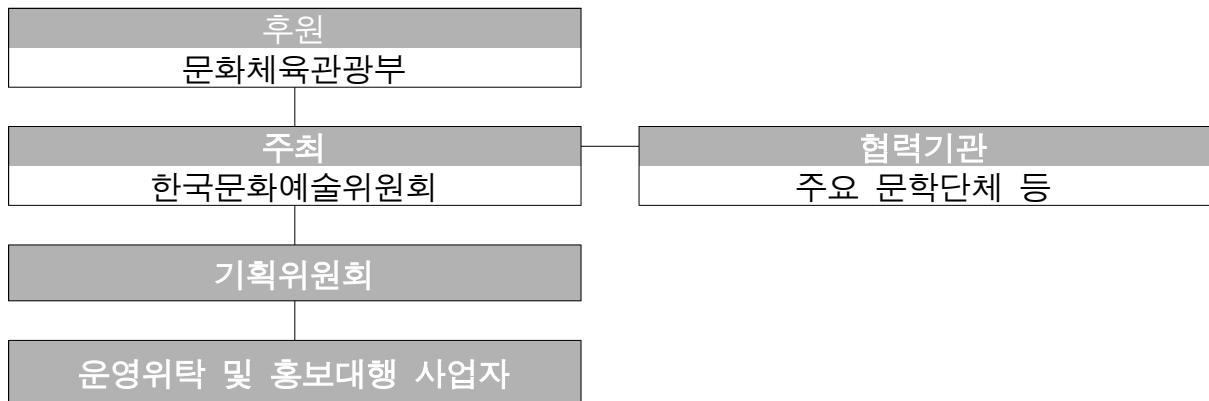 후원
문화체육관광부
주최
한국문화예술위원회
협력기관
주요 문학단체 등
기획위원회
운영위탁 및 홍보대행 사업자